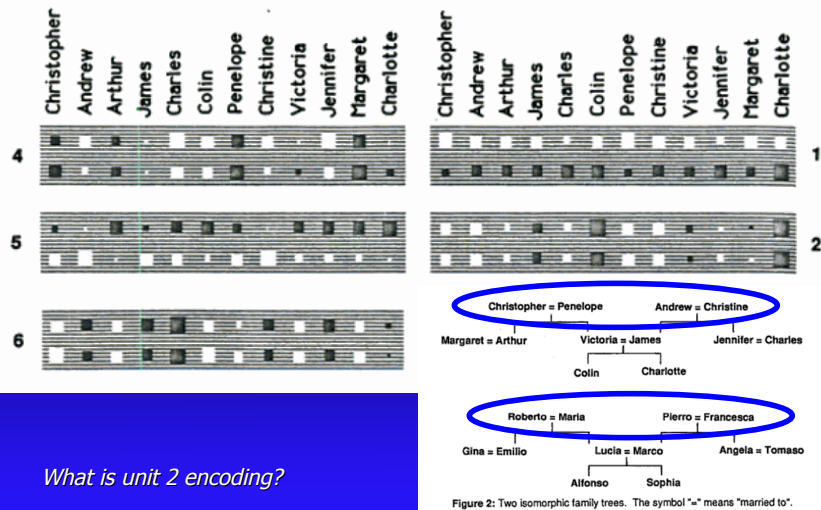 Christopher Andrew Arthur James Charles Colin Penelope Christine Victoria Jennifer Margaret Charlotte
4
5
6
What is unit 2 encoding?
Christopher Andrew Arthur James Charles Colin Penelope Christine Victoria Jennifer Margaret Charlotte
1
2
Christopher = Penelope Andrew = Christine
Margaret = Arthur Victoria = James Jennifer = Charles
Colin Charlotte
Roberto = Maria Pierro = Francesca
Gina = Emilio Lucia = Marco Angela = Tomaso
Alfonso Sophia
Figure 2: Two isomorphic family trees. The symbol "=" means "married to".